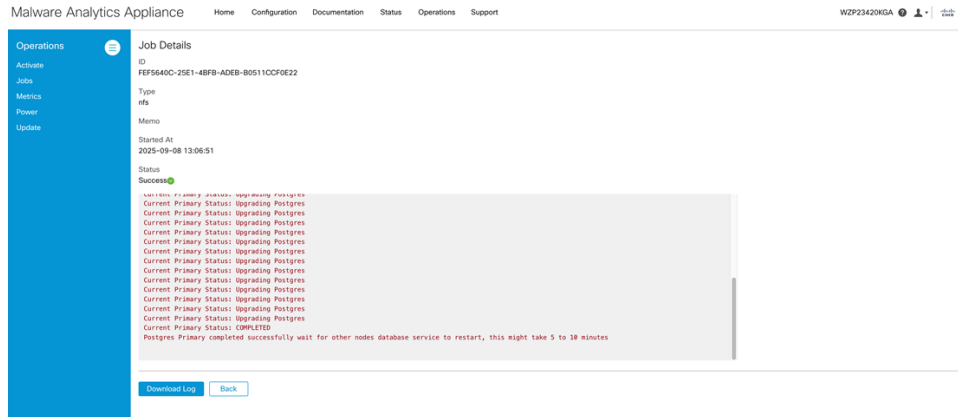 Malware Analytics Appliance
Home Configuration Documentation Status Operations Support
WZP23420KGA
Operations
Activate
Jobs
Metrics
Power
Update
Job Details
ID
FEF5640C-25E1-4BFB-ADEB-B0511CCF0E22
Type
nfs
Memo
Started At
2025-09-08 13:06:51
Status
Success
Current Primary Status: Upgrading Postgres
Current Primary Status: Upgrading Postgres
Current Primary Status: Upgrading Postgres
Current Primary Status: Upgrading Postgres
Current Primary Status: Upgrading Postgres
Current Primary Status: Upgrading Postgres
Current Primary Status: Upgrading Postgres
Current Primary Status: Upgrading Postgres
Current Primary Status: Upgrading Postgres
Current Primary Status: Upgrading Postgres
Current Primary Status: Upgrading Postgres
Current Primary Status: Upgrading Postgres
Current Primary Status: Upgrading Postgres
Current Primary Status: Upgrading Postgres
Current Primary Status: COMPLETED
Postgres Primary completed successfully wait for other nodes database service to restart, this might take 5 to 10 minutes
Download Log
Back